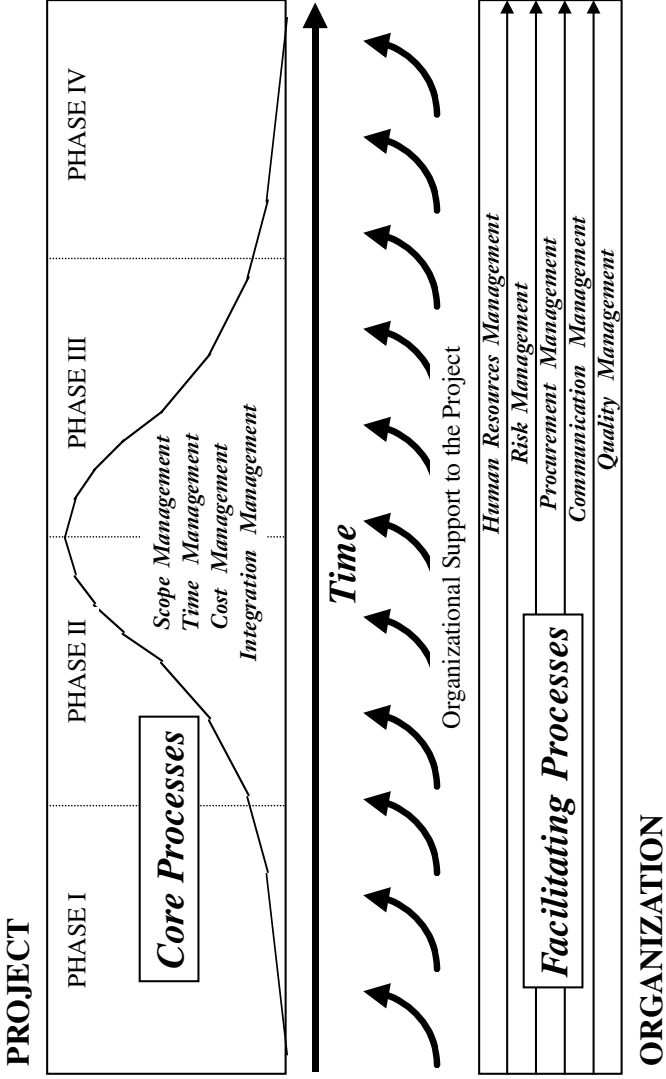 PROJECT
PHASE I
PHASE II
PHASE III
PHASE IV
Core Processes
Scope Management
Time Management
Cost Management
Integration Management
Time
Organizational Support to the Project
Human Resources Management
Risk Management
Procurement Management
Communication Management
Quality Management
Facilitating Processes
ORGANIZATION